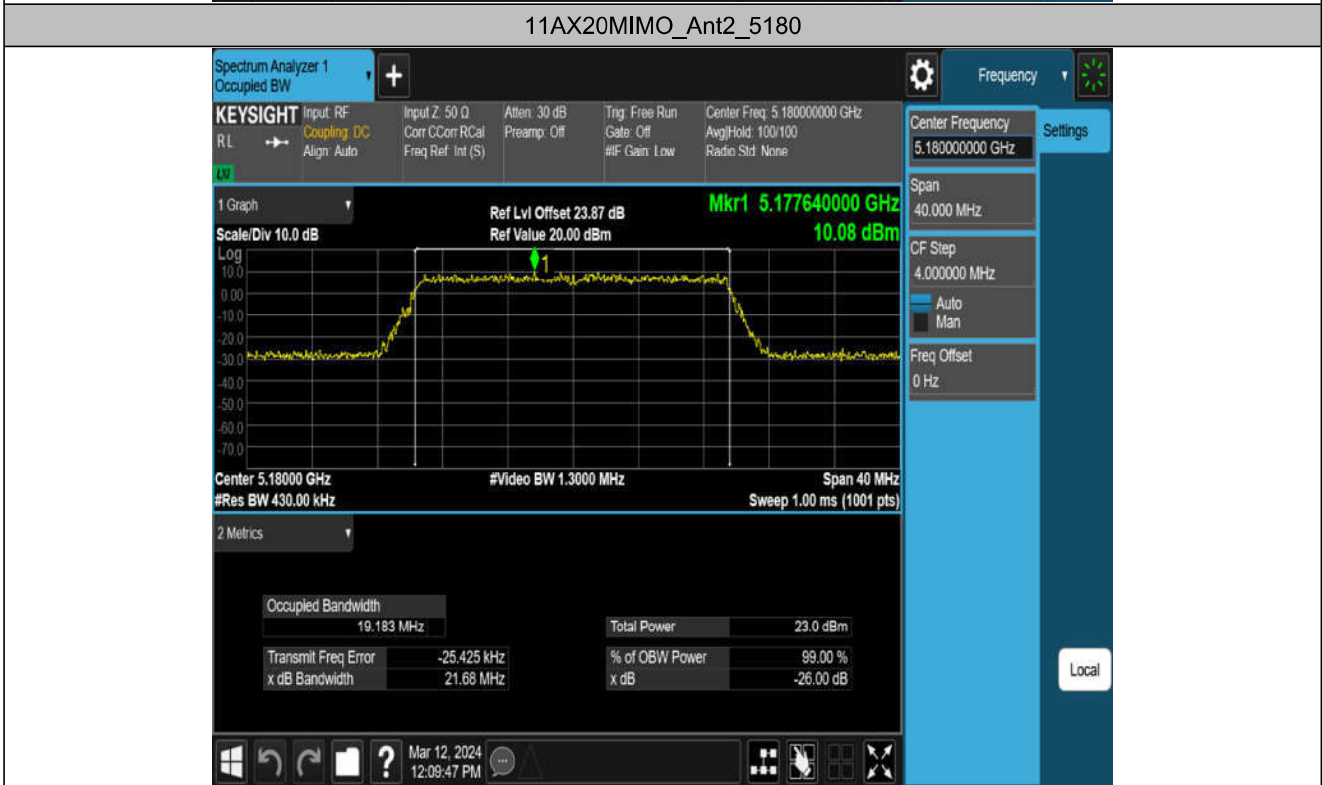 11AX20MIMO_Ant2_5180
Spectrum Analyzer 1
Occupied BW
+
Frequency
KEYSIGHT
RL
LXI
Input: RF
Coupling: DC
Align: Auto
Input Z: 50 Ω
Corr CCorr RCal
Freq Ref: Int (S)
Atten: 30 dB
Preamp: Off
Trig: Free Run
Gate: Off
#IF Gain: Low
Center Freq: 5.180000000 GHz
Avg|Hold: 100/100
Radio Std: None
Center Frequency
5.180000000 GHz
Settings
Span
40.000 MHz
CF Step
4.000000 MHz
Auto
Man
Freq Offset
0 Hz
Local
1 Graph
Scale/Div 10.0 dB
Ref Lvl Offset 23.87 dB
Ref Value 20.00 dBm
Mkr1 5.177640000 GHz
10.08 dBm
Log
10.0
0.00
-10.0
-20.0
-30.0
-40.0
-50.0
-60.0
-70.0
1
Center 5.18000 GHz
#Res BW 430.00 kHz
#Video BW 1.3000 MHz
Span 40 MHz
Sweep 1.00 ms (1001 pts)
2 Metrics
Occupied Bandwidth
19.183 MHz
Total Power 23.0 dBm
Transmit Freq Error -25.425 kHz
% of OBW Power 99.00 %
x dB Bandwidth 21.68 MHz
x dB -26.00 dB
?
Mar 12, 2024
12:09:47 PM